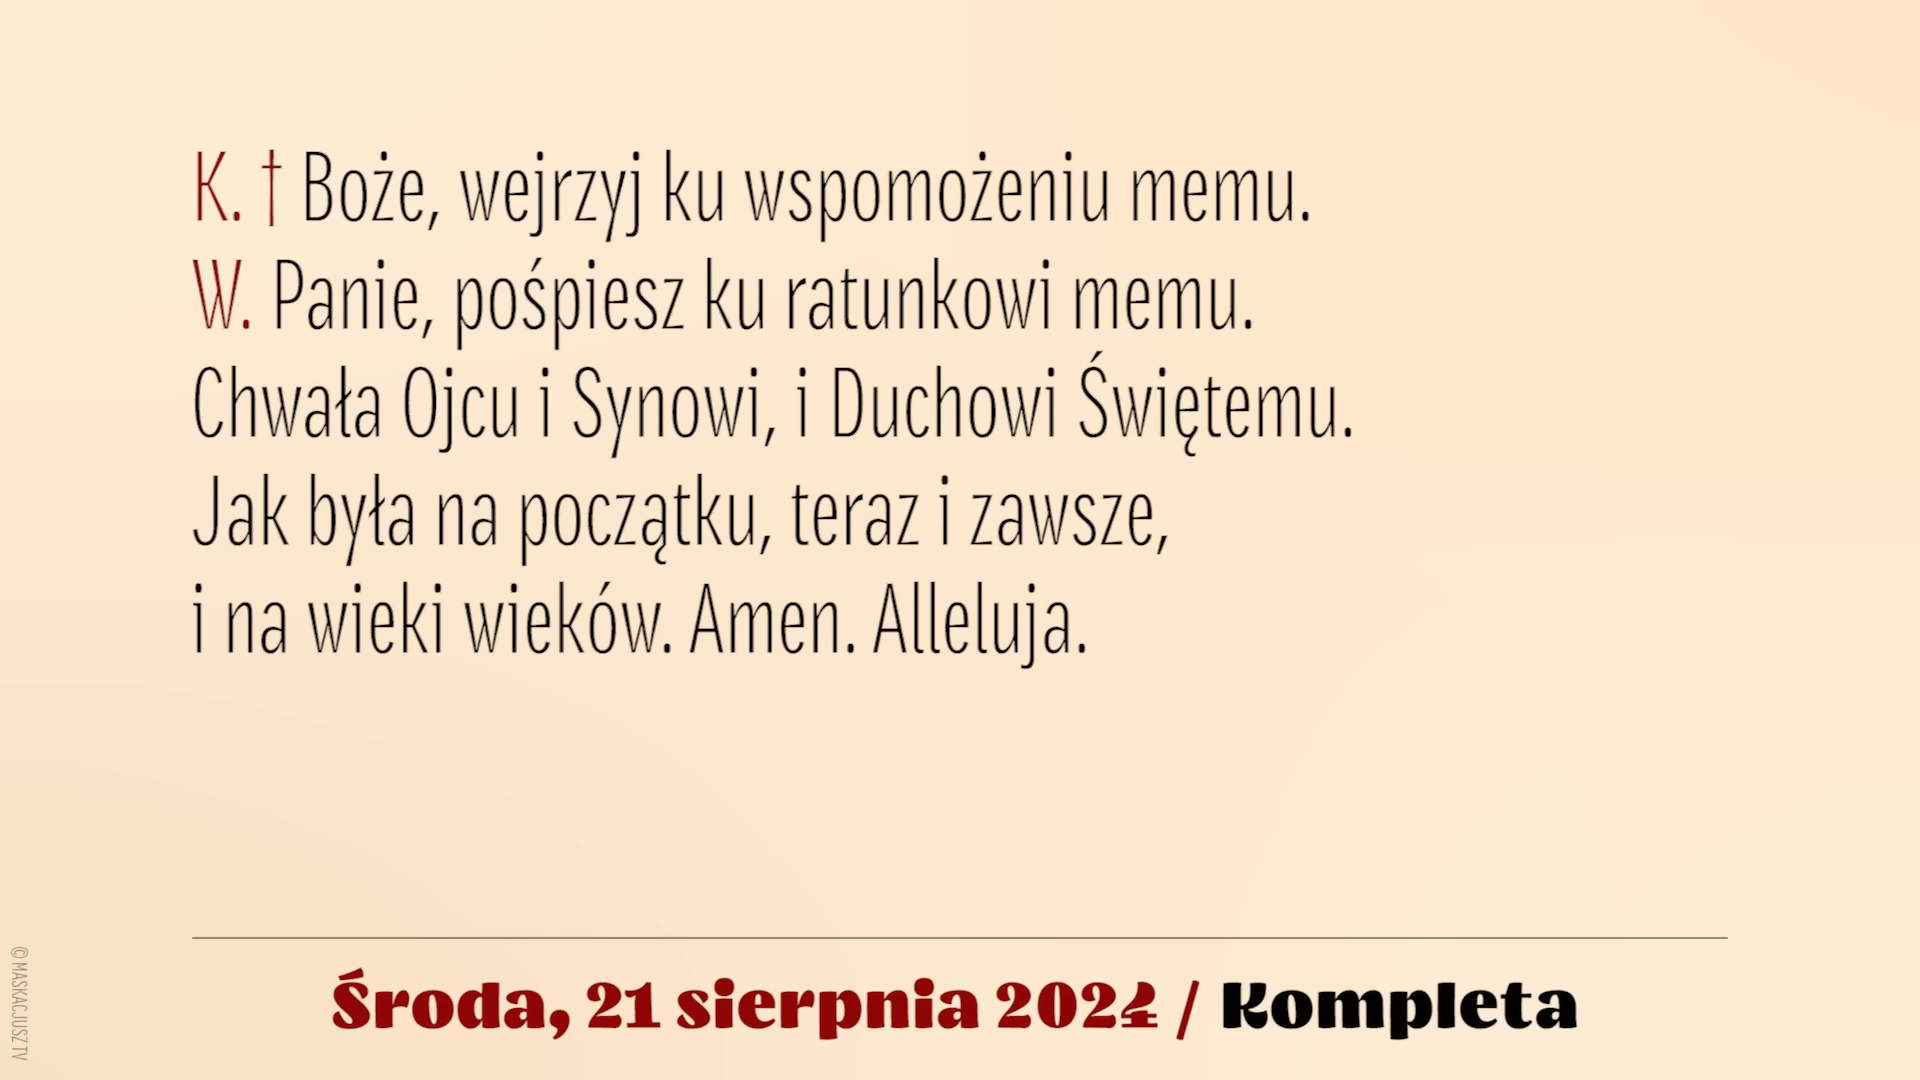 K. † Boże, wejrzyj ku wspomożeniu memu.
W. Panie, pośpiesz ku ratunkowi memu.
Chwała Ojcu i Synowi, i Duchowi Świętemu.
Jak była na początku, teraz i zawsze,
i na wieki wieków. Amen. Alleluja.
Środa, 21 sierpnia 2024 / Kompleta
© MASKACJUSZ TV